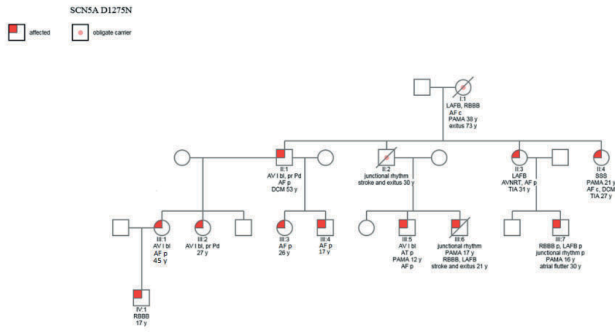 SCN5A D1275N
affected
obligate carrier
I:1
LAFB, RBBB
AF c
PAMA 38 y
exitus 73 y
II:1
AV I bl, pr Pd
AF p
DCM 53 y
II:2
junctional rhythm
stroke and exitus 30 y
II:3
LAFB
AVNRT, AF p
TIA 31 y
II:4
BSS
PAMA 21 y
AF c, DCM
TIA 27 y
III:1
AV I bl
AF p
45 y
III:2
AV I bl, pr Pd
27 y
III:3
AF p
26 y
III:4
AF p
17 y
III:5
AV I bl
AT p
PAMA 12 y
AF p
III:6
junctional rhythm
PAMA 17 y
RBBB, LAFB
stroke and exitus 21 y
III:7
RBBB p, LAFB p
junctional rhythm p
PAMA 16 y
atrial flutter 30 y
IV:1
RBBB
17 y